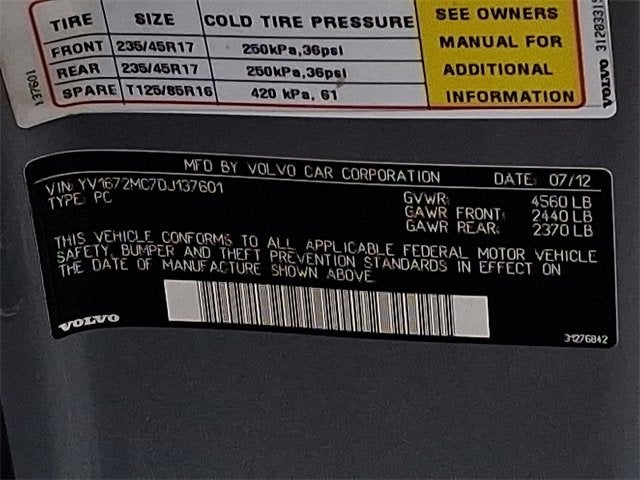 TIRE SIZE COLD TIRE PRESSURE
FRONT 235/45R17 250kPa,36psi
REAR 235/45R17 250kPa,36psi
SPARE T125/85R16 420 kPa, 61
SEE OWNERS
MANUAL FOR
ADDITIONAL
INFORMATION
VOLVO
137601
MFD BY VOLVO CAR CORPORATION DATE: 07/12
VIN: YV1672MC7DJ137601
TYPE: PC
GVWR: 4560 LB
GAWR FRONT: 2440 LB
GAWR REAR: 2370 LB
THIS VEHICLE CONFORMS TO ALL APPLICABLE FEDERAL MOTOR VEHICLE
SAFETY, BUMPER AND THEFT PREVENTION STANDARDS IN EFFECT ON
THE DATE OF MANUFACTURE SHOWN ABOVE
VOLVO
31276842